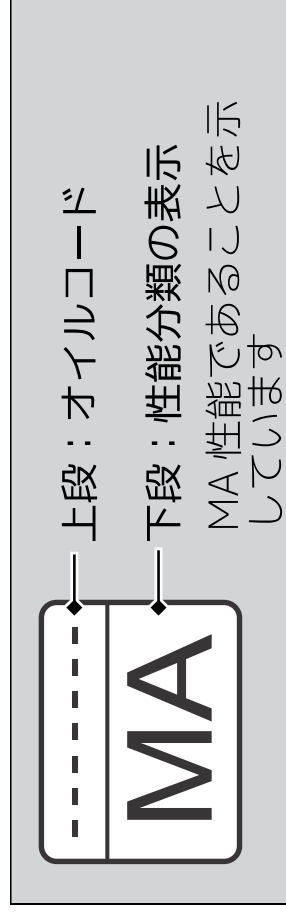 --------
MA
上段：オイルコード
下段：性能分類の表示
MA 性能であることを示
しています